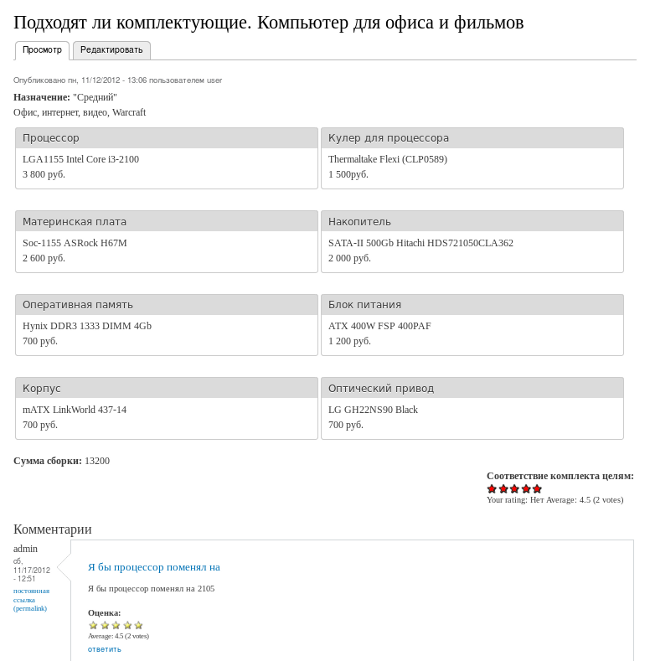 Подходят ли комплектующие. Компьютер для офиса и фильмов
Просмотр Редактировать
Опубликовано пн, 11/12/2012 - 13:06 пользователем user
Назначение: "Средний"
Офис, интернет, видео, Warcraft
Процессор
LGA1155 Intel Core i3-2100
3 800 руб.
Кулер для процессора
Thermaltake Flexi (CLP0589)
1 500руб.
Материнская плата
Soc-1155 ASRock H67M
2 600 руб.
Накопитель
SATA-II 500Gb Hitachi HDS721050CLA362
2 000 руб.
Оперативная память
Hynix DDR3 1333 DIMM 4Gb
700 руб.
Блок питания
ATX 400W FSP 400PAF
1 200 руб.
Корпус
mATX LinkWorld 437-14
700 руб.
Оптический привод
LG GH22NS90 Black
700 руб.
Сумма сборки: 13200
Соответствие комплекта целям:
Your rating: Нет Average: 4.5 (2 votes)
Комментарии
admin
сб,
11/17/2012
- 12:51
постоянная
ссылка
(permalink)
Я бы процессор поменял на
Я бы процессор поменял на 2105
Оценка:
Average: 4.5 (2 votes)
ответить